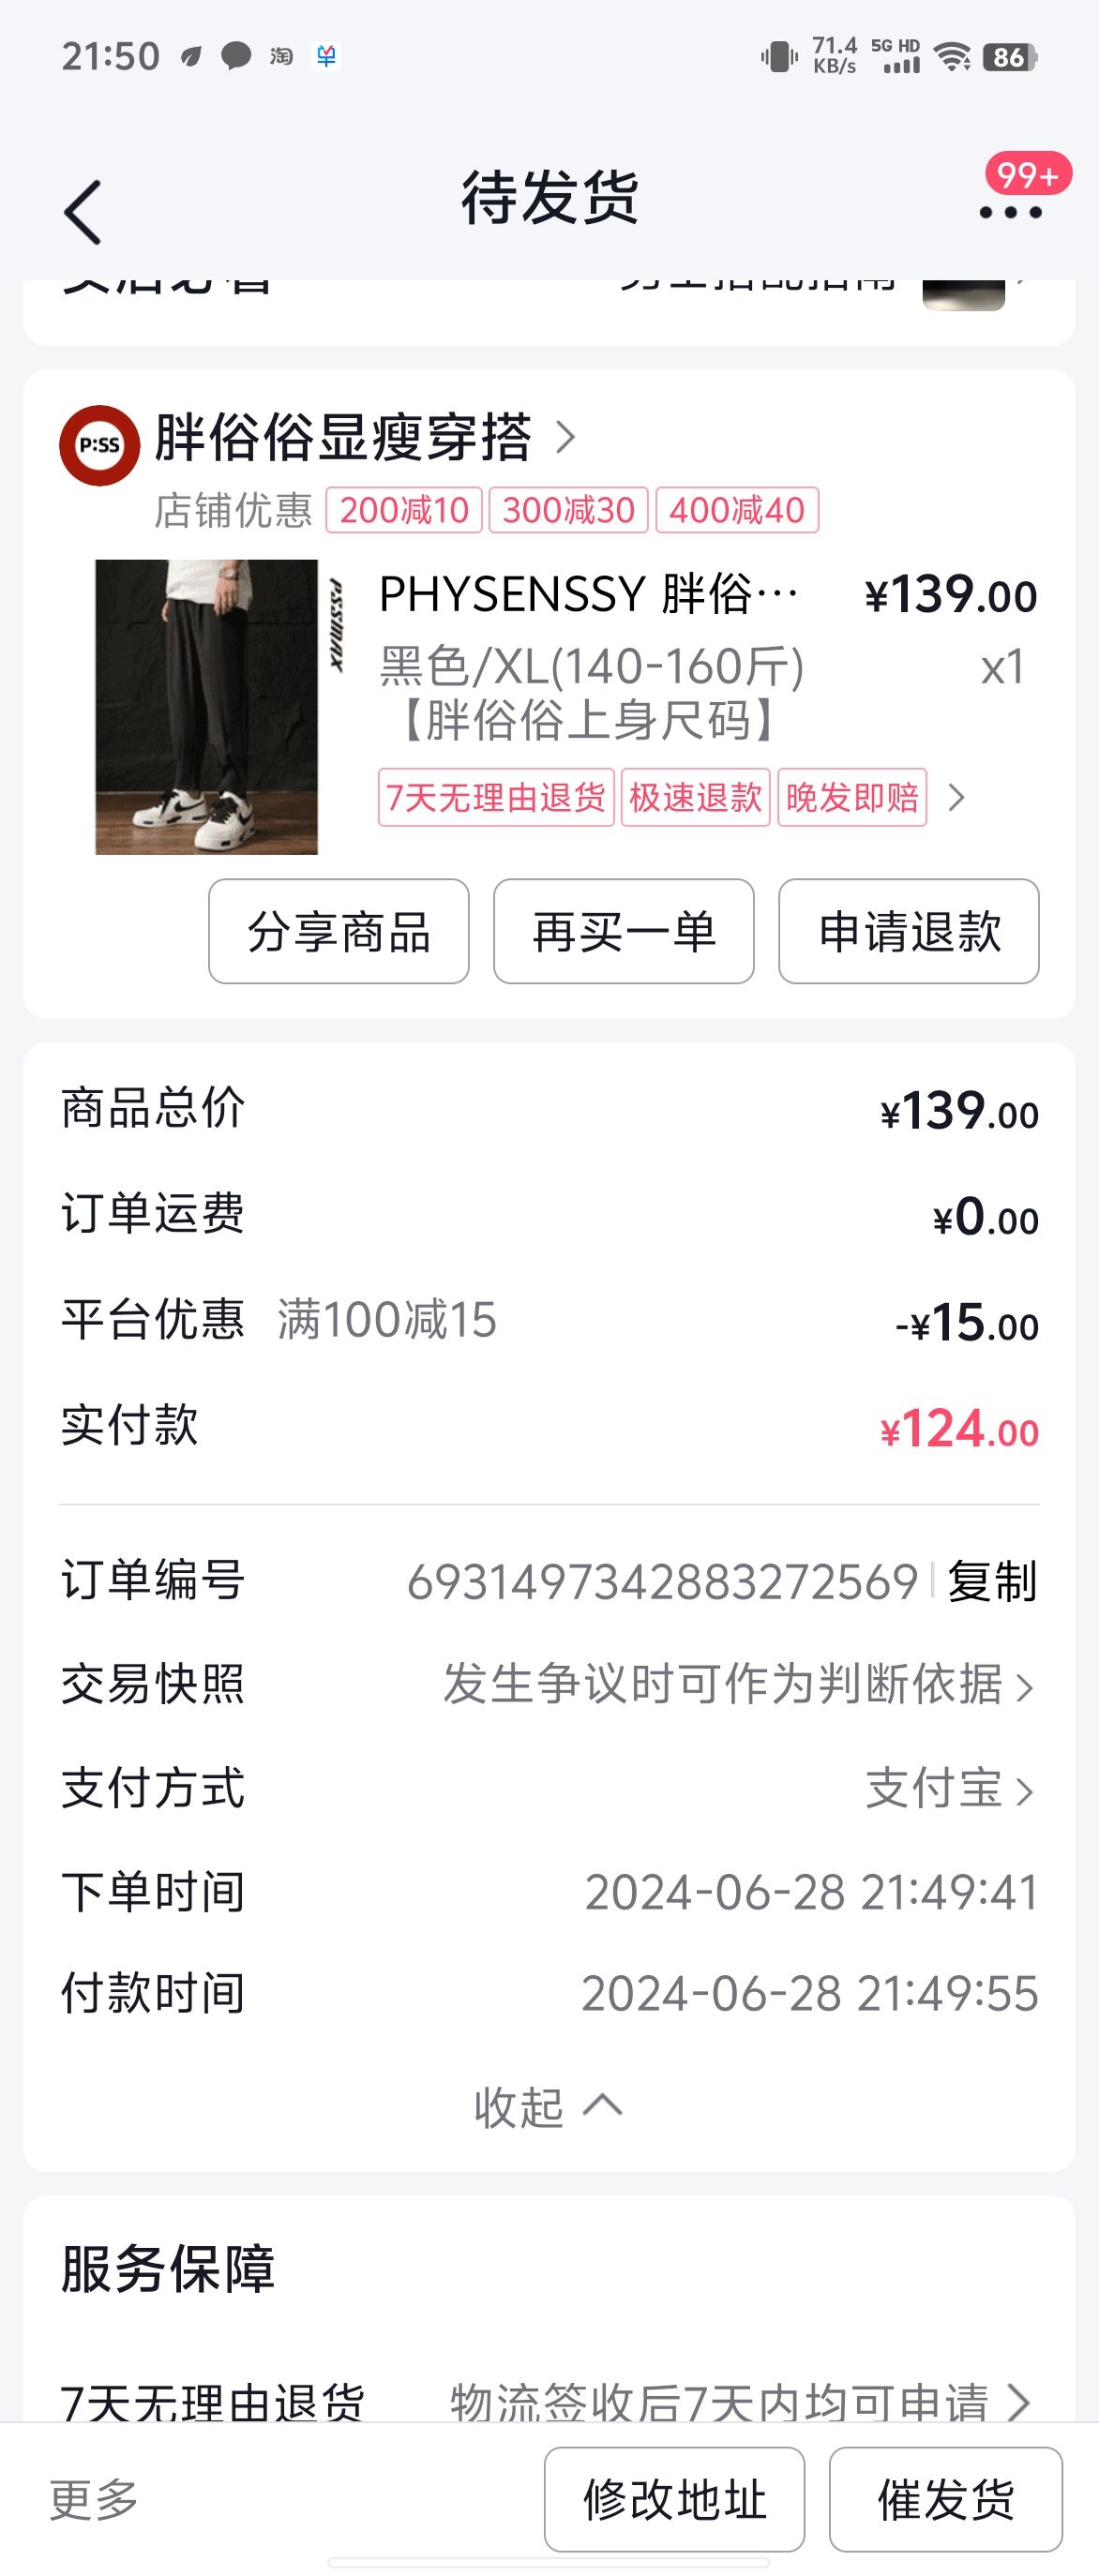 21:50 淘 71.4 KB/s 5G HD 86
待发货
99+
P:SS 胖俗俗显瘦穿搭
店铺优惠 200减10 300减30 400减40
PSSMAX
PHYSENSSY 胖俗… ¥139.00
黑色/XL(140-160斤) x1
【胖俗俗上身尺码】
7天无理由退货 极速退款 晚发即赔
分享商品 再买一单 申请退款
商品总价 ¥139.00
订单运费 ¥0.00
平台优惠 满100减15 -¥15.00
实付款 ¥124.00
订单编号 6931497342883272569 复制
交易快照 发生争议时可作为判断依据
支付方式 支付宝
下单时间 2024-06-28 21:49:41
付款时间 2024-06-28 21:49:55
收起
服务保障
7天无理由退货 物流签收后7天内均可申请
更多 修改地址 催发货